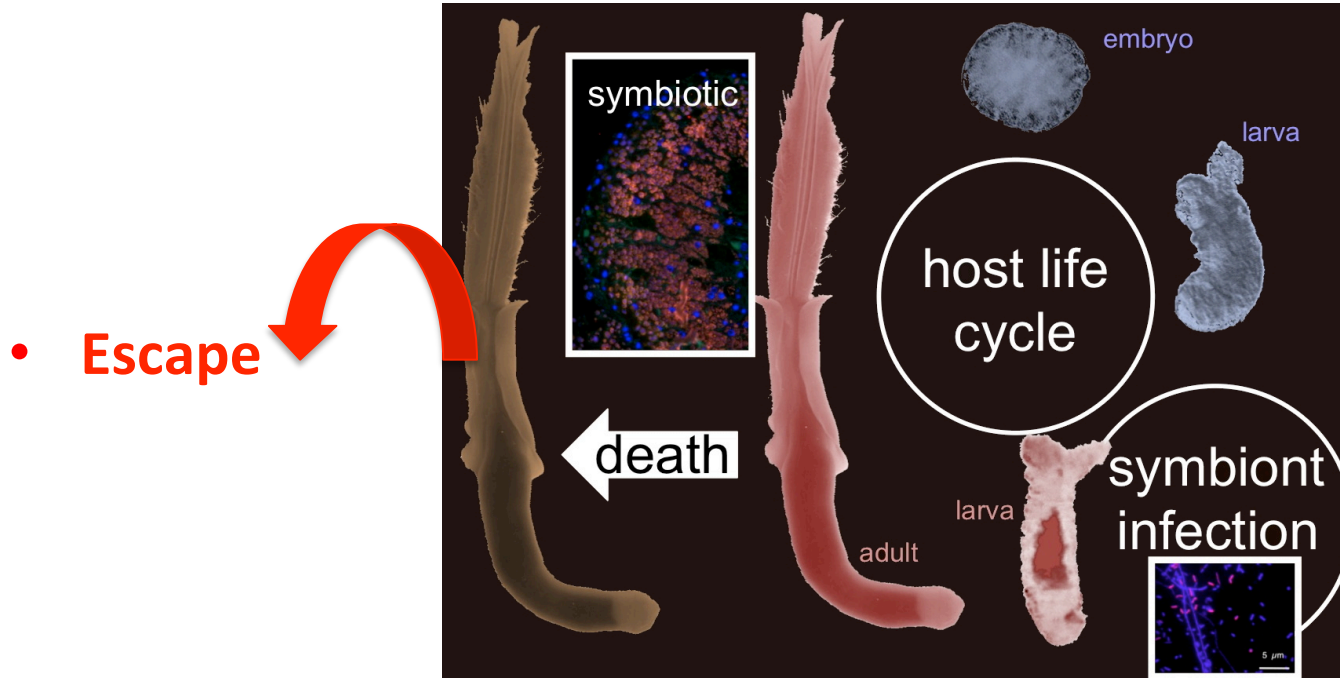 • Escape
symbiotic
death
adult
embryo
larva
host life
cycle
larva
symbiont
infection
5 µm